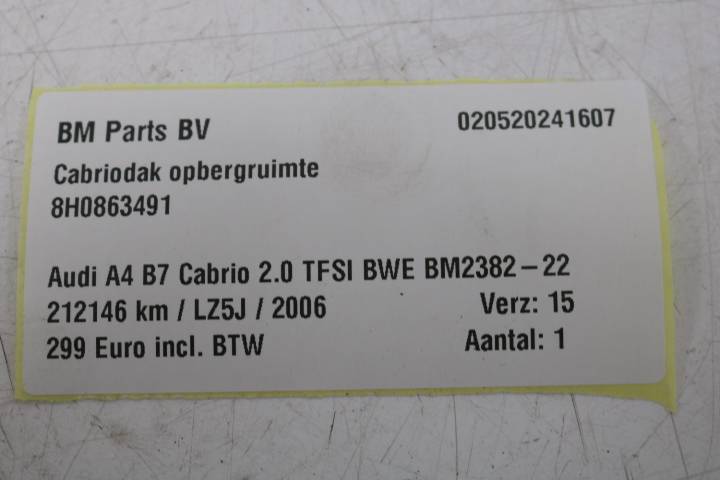 BM Parts BV 020520241607
Cabriodak opbergruimte
8H0863491
Audi A4 B7 Cabrio 2.0 TFSI BWE BM2382-22
212146 km / LZ5J / 2006 Verz: 15
299 Euro incl. BTW Aantal: 1